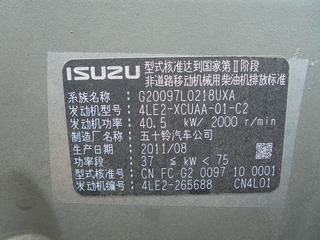 ISUZU 型式核准达到国家第Ⅱ阶段
非道路移动机械用柴油机排放标准
系族名称: G20097L0218UXA
发动机型号: 4LE2-XCUAA-01-C2
发动机功率: 40.5 kW/ 2000 r/min
制造厂名称: 五十铃汽车公司
生产日期: 2011/08
功率段: 37 ≦ kW < 75
型式核准号: CN FC G2 0097 10 0001
发动机编号: 4LE2-265688 CN4L01